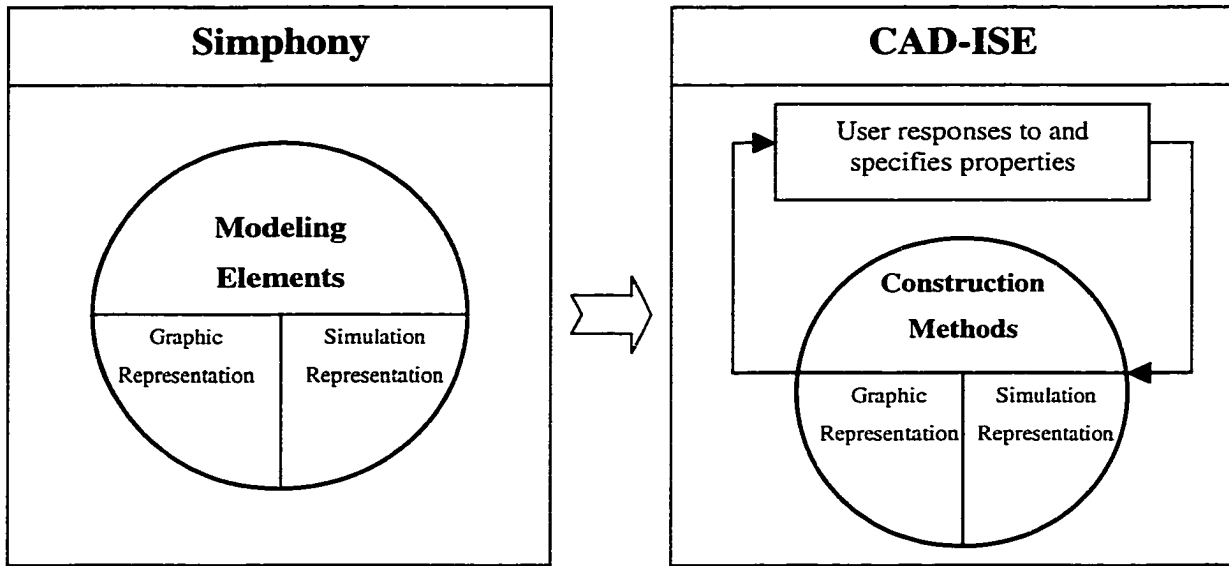 Simphony
Modeling
Elements
Graphic
Representation
Simulation
Representation
CAD-ISE
User responses to and
specifies properties
Construction
Methods
Graphic
Representation
Simulation
Representation